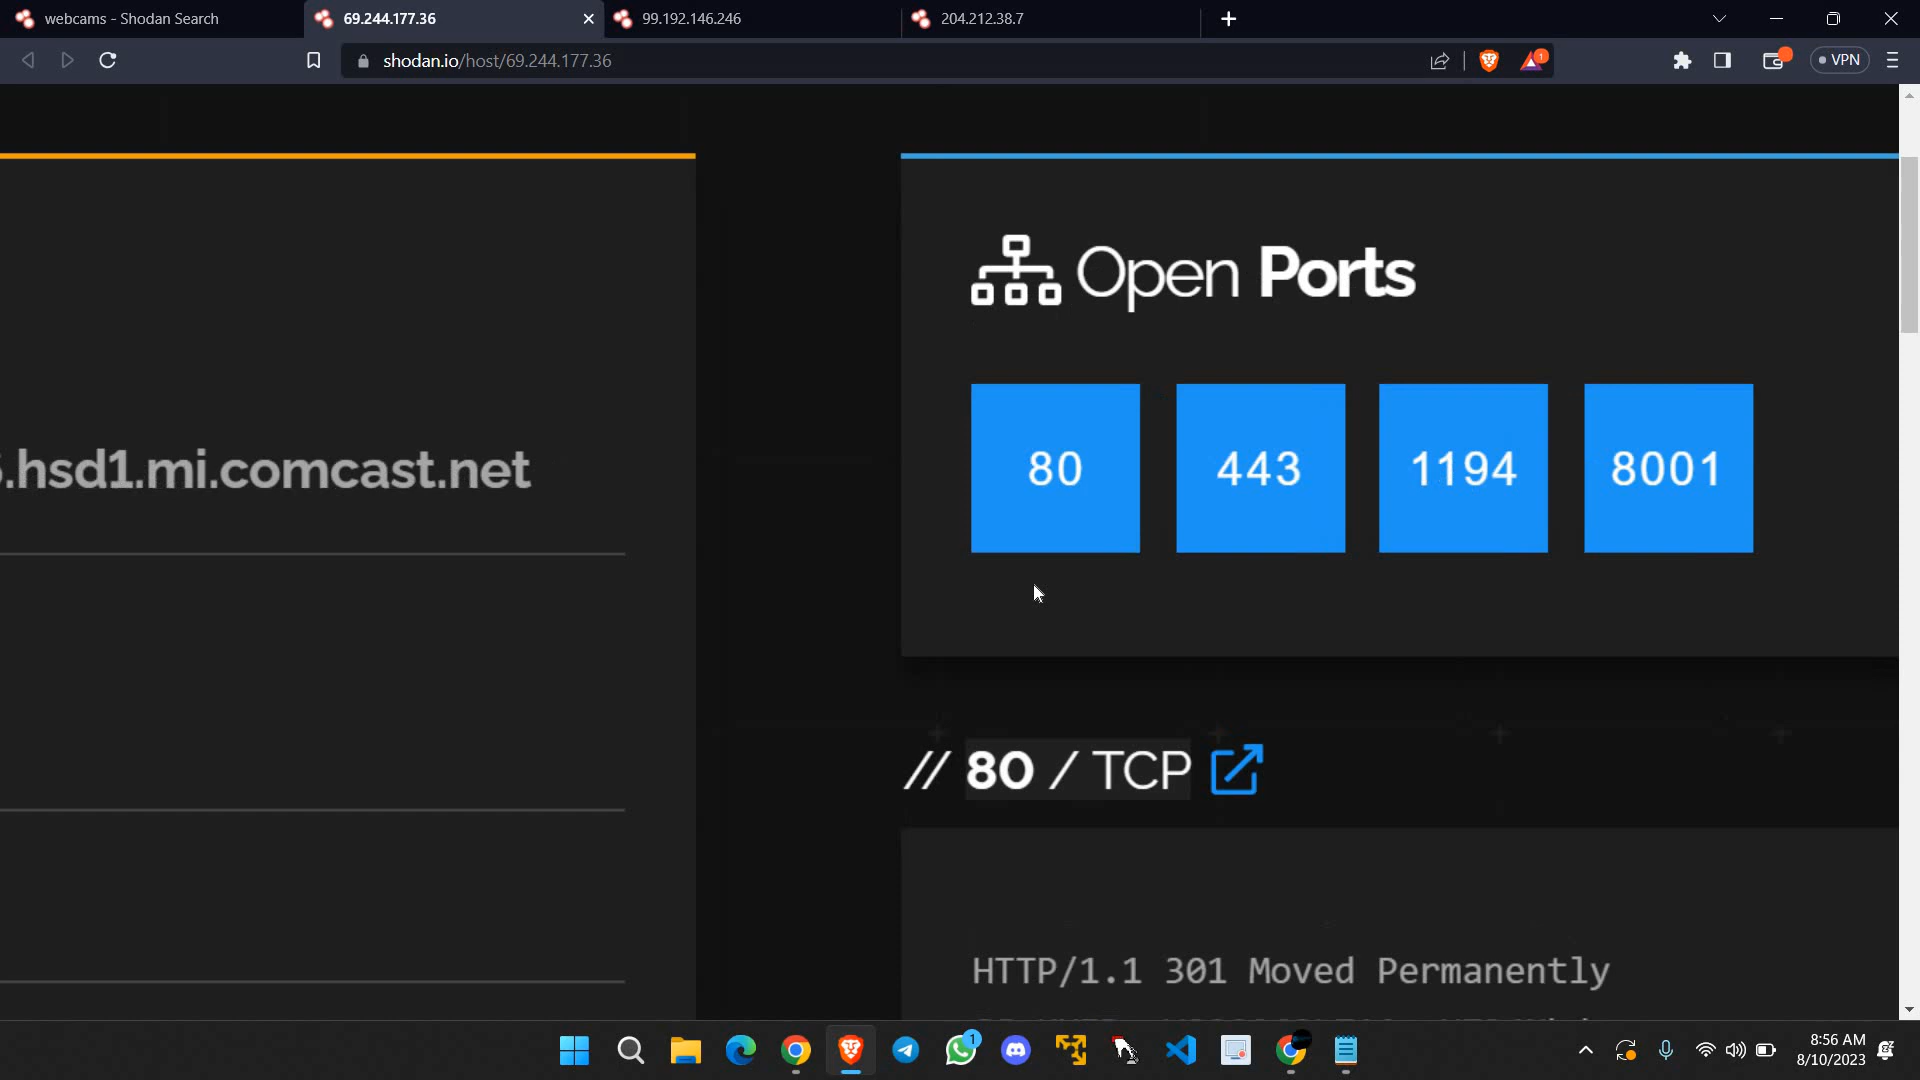 webcams - Shodan Search
69.244.177.36
99.192.146.246
204.212.38.7
shodan.io/host/69.244.177.36
1
VPN
Open Ports
80 443 1194 8001
.hsd1.mi.comcast.net
// 80 / TCP
HTTP/1.1 301 Moved Permanently
1
8:56 AM
8/10/2023